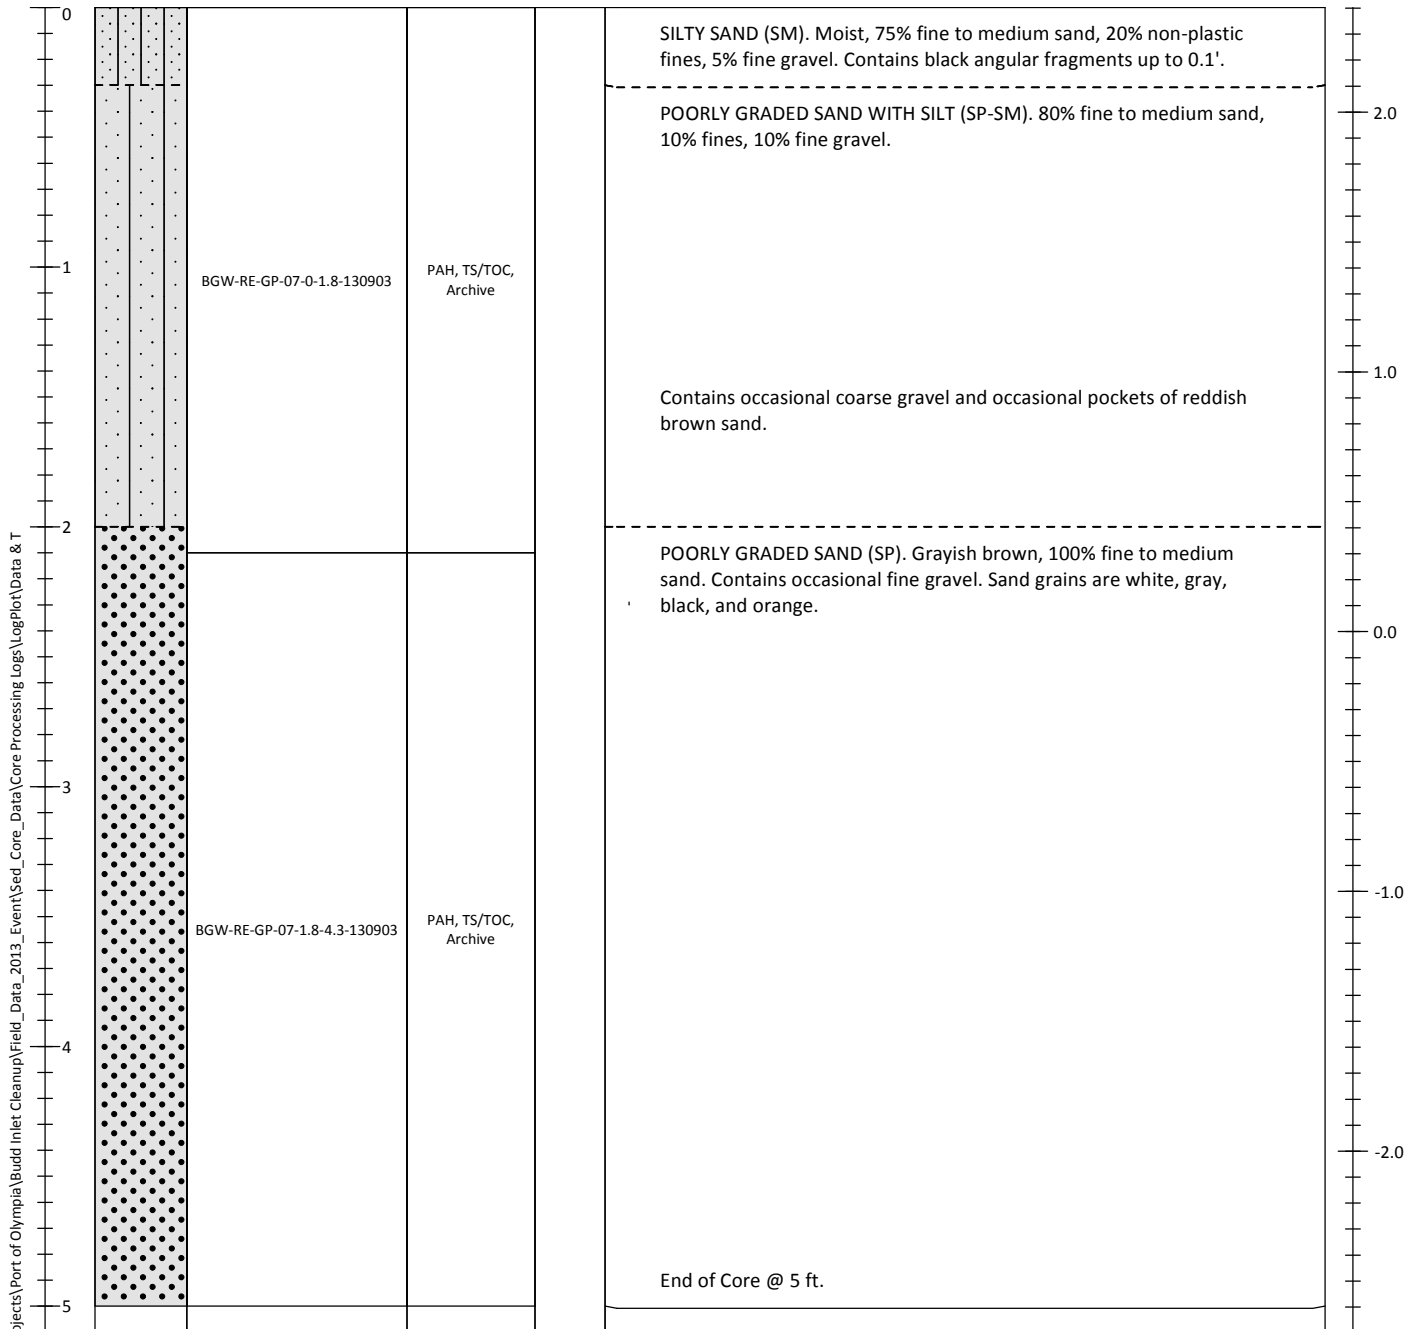 0
SILTY SAND (SM). Moist, 75% fine to medium sand, 20% non-plastic
fines, 5% fine gravel. Contains black angular fragments up to 0.1'.
POORLY GRADED SAND WITH SILT (SP-SM). 80% fine to medium sand,
10% fines, 10% fine gravel.
2.0
1
BGW-RE-GP-07-0-1.8-130903
PAH, TS/TOC,
Archive
1.0
Contains occasional coarse gravel and occasional pockets of reddish
brown sand.
2
POORLY GRADED SAND (SP). Grayish brown, 100% fine to medium
sand. Contains occasional fine gravel. Sand grains are white, gray,
black, and orange.
0.0
3
-1.0
BGW-RE-GP-07-1.8-4.3-130903
PAH, TS/TOC,
Archive
4
-2.0
End of Core @ 5 ft.
5
ojects\Port of Olympia\Budd Inlet Cleanup\Field_Data_2013_Event\Sed_Core_Data\Core Processing Logs\LogPlot\Data & T